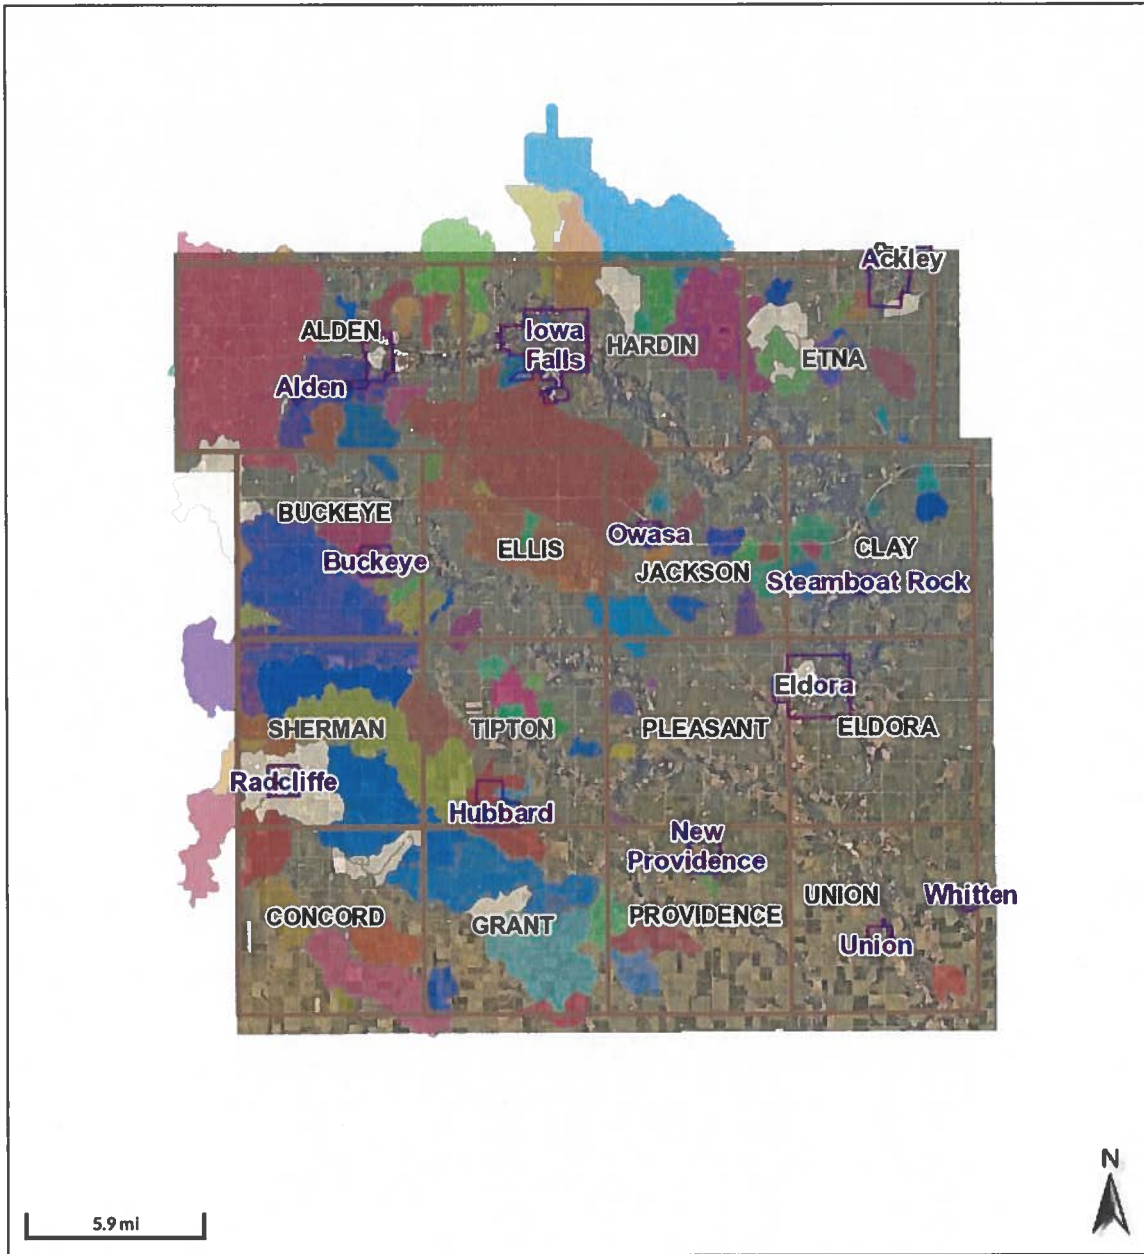 Ackley
ALDEN
Iowa
Falls
HARDIN
ETNA
Alden
BUCKEYE
Buckeye
ELLIS
Owasa
JACKSON
CLAY
Steamboat Rock
Eldora
SHERMAN
TIPTON
PLEASANT
ELDORA
Radcliffe
Hubbard
New
Providence
CONCORD
GRANT
PROVIDENCE
UNION
Whitten
Union
N
5.9 mi